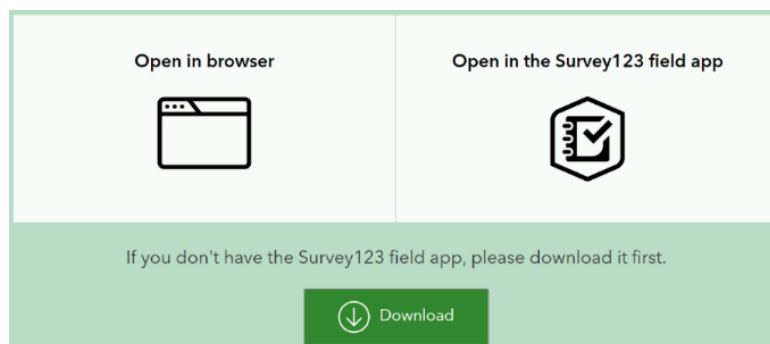 Open in browser
Open in the Survey123 field app
If you don't have the Survey123 field app, please download it first.
Download